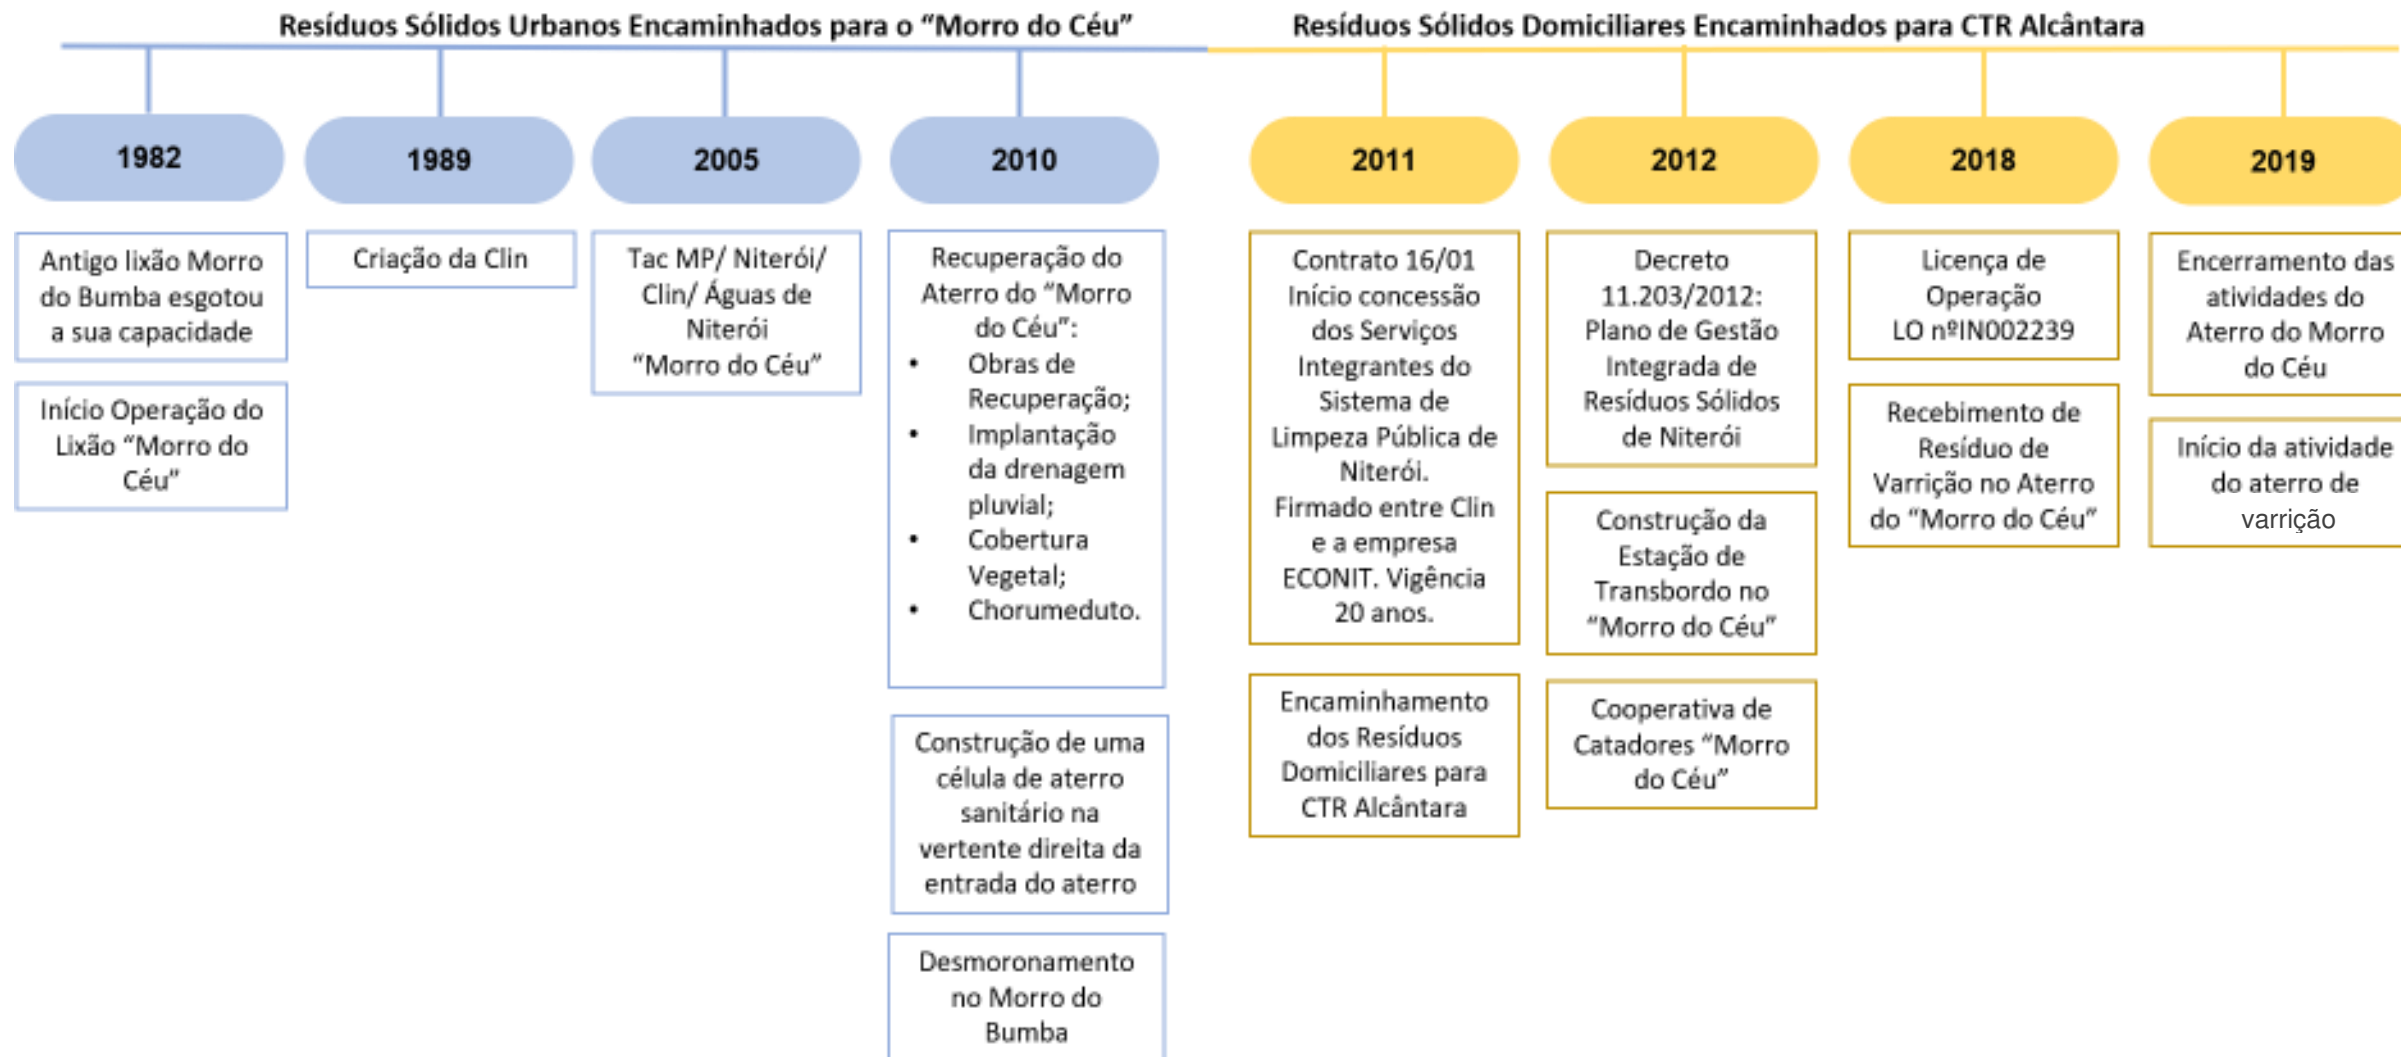 Resíduos Sólidos Urbanos Encaminhados para o “Morro do Céu”
Resíduos Sólidos Domiciliares Encaminhados para CTR Alcântara
1982
Antigo lixão Morro
do Bumba esgotou
a sua capacidade
Início Operação do
Lixão “Morro do
Céu”
1989
Criação da Clin
2005
Tac MP/ Niterói/
Clin/ Águas de
Niterói
“Morro do Céu”
2010
Recuperação do
Aterro do “Morro
do Céu”:
• Obras de
Recuperação;
• Implantação
da drenagem
pluvial;
• Cobertura
Vegetal;
• Chorumeduto.
Construção de uma
célula de aterro
sanitário na
vertente direita da
entrada do aterro
Desmoronamento
no Morro do
Bumba
2011
Contrato 16/01
Início concessão
dos Serviços
Integrantes do
Sistema de
Limpeza Pública de
Niterói.
Firmado entre Clin
e a empresa
ECONIT. Vigência
20 anos.
Encaminhamento
dos Resíduos
Domiciliares para
CTR Alcântara
2012
Decreto
11.203/2012:
Plano de Gestão
Integrada de
Resíduos Sólidos
de Niterói
Construção da
Estação de
Transbordo no
“Morro do Céu”
Cooperativa de
Catadores “Morro
do Céu”
2018
Licença de
Operação
LO nºIN002239
Recebimento de
Resíduo de
Varrição no Aterro
do “Morro do Céu”
2019
Encerramento das
atividades do
Aterro do Morro
do Céu
Início da atividade
do aterro de
varrição